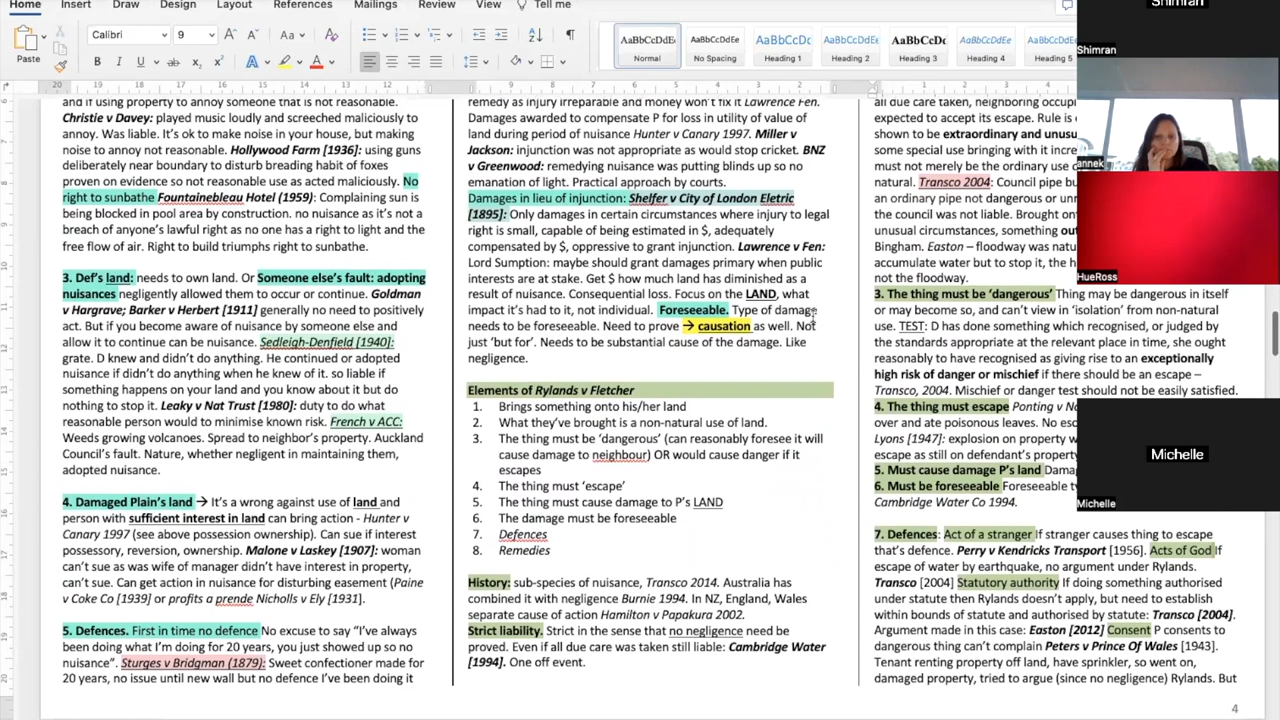 Home Insert Draw Design Layout References Mailings Review View Tell me
Paste
Calibri 9
AaBbCcDdEe AaBbCcDdEe AaBbCcDc AaBbCcDdEe AaBbCcDc AaBbCcDdEe AaBbCcDdEe
Normal No Spacing Heading 1 Heading 2 Heading 3 Heading 4 Heading 5
and if using property to annoy someone that is not reasonable.
Christie v Davey: played music loudly and screeched maliciously to
annoy. Was liable. It's ok to make noise in your house, but making
noise to annoy not reasonable. Hollywood Farm [1936]: using guns
deliberately near boundary to disturb breading habit of foxes
proven on evidence so not reasonable use as acted maliciously. No
right to sunbathe Fountainebleau Hotel (1959): Complaining sun is
being blocked in pool area by construction. no nuisance as it's not a
breach of anyone's lawful right as no one has a right to light and the
free flow of air. Right to build triumphs right to sunbathe.
3. Def's land: needs to own land. Or Someone else's fault: adopting
nuisances negligently allowed them to occur or continue. Goldman
v Hargrave; Barker v Herbert [1911] generally no need to positively
act. But if you become aware of nuisance by someone else and
allow it to continue can be nuisance. Sedleigh-Denfield [1940]:
grate. D knew and didn't do anything. He continued or adopted
nuisance if didn't do anything when he knew of it. so liable if
something happens on your land and you know about it but do
nothing to stop it. Leaky v Nat Trust [1980]: duty to do what
reasonable person would to minimise known risk. French v ACC:
Weeds growing volcanoes. Spread to neighbor's property. Auckland
Council's fault. Nature, whether negligent in maintaining them,
adopted nuisance.
4. Damaged Plain's land → It's a wrong against use of land and
person with sufficient interest in land can bring action - Hunter v
Canary 1997 (see above possession ownership). Can sue if interest
possessory, reversion, ownership. Malone v Laskey [1907]: woman
can't sue as was wife of manager didn't have interest in property,
can't sue. Can get action in nuisance for disturbing easement (Paine
v Coke Co [1939] or profits a prende Nicholls v Ely [1931].
5. Defences. First in time no defence No excuse to say "I've always
been doing what I'm doing for 20 years, you just showed up so no
nuisance". Sturges v Bridgman (1879): Sweet confectioner made for
20 years, no issue until new wall but no defence I've been doing it
remedy as injury irreparable and money won't fix it Lawrence Fen.
Damages awarded to compensate P for loss in utility of value of
land during period of nuisance Hunter v Canary 1997. Miller v
Jackson: injunction was not appropriate as would stop cricket. BNZ
v Greenwood: remedying nuisance was putting blinds up so no
emanation of light. Practical approach by courts.
Damages in lieu of injunction: Shelfer v City of London Eletric
[1895]: Only damages in certain circumstances where injury to legal
right is small, capable of being estimated in $, adequately
compensated by $, oppressive to grant injunction. Lawrence v Fen:
Lord Sumption: maybe should grant damages primary when public
interests are at stake. Get $ how much land has diminished as a
result of nuisance. Consequential loss. Focus on the LAND, what
impact it's had to it, not individual. Foreseeable. Type of damage
needs to be foreseeable. Need to prove → causation as well. Not
just 'but for'. Needs to be substantial cause of the damage. Like
negligence.
Elements of Rylands v Fletcher
1. Brings something onto his/her land
2. What they've brought is a non-natural use of land.
3. The thing must be 'dangerous' (can reasonably foresee it will
cause damage to neighbour) OR would cause danger if it
escapes
4. The thing must 'escape'
5. The thing must cause damage to P's LAND
6. The damage must be foreseeable
7. Defences
8. Remedies
History: sub-species of nuisance, Transco 2014. Australia has
combined it with negligence Burnie 1994. In NZ, England, Wales
separate cause of action Hamilton v Papakura 2002.
Strict liability. Strict in the sense that no negligence need be
proved. Even if all due care was taken still liable: Cambridge Water
[1994]. One off event.
all due care taken, neighboring occupi
expected to accept its escape. Rule is
shown to be extraordinary and unusu
some special use bringing with it incre
must not merely be the ordinary use o
natural. Transco 2004: Council pipe bu
an ordinary pipe not dangerous or unn
the council was not liable. Brought on
unusual circumstances, something out
Bingham. Easton – floodway was natu
accumulate water but to stop it, the h
not the floodway.
3. The thing must be 'dangerous' Thing may be dangerous in itself
or may become so, and can't view in 'isolation' from non-natural
use. TEST: D has done something which recognised, or judged by
the standards appropriate at the relevant place in time, she ought
reasonably to have recognised as giving rise to an exceptionally
high risk of danger or mischief if there should be an escape –
Transco, 2004. Mischief or danger test should not be easily satisfied.
4. The thing must escape Ponting v No
over and ate poisonous leaves. No esc
Lyons [1947]: explosion on property w
escape as still on defendant's property
5. Must cause damage P's land Damag
6. Must be foreseeable Foreseeable ty
Cambridge Water Co 1994.
7. Defences: Act of a stranger If stranger causes thing to escape
that's defence. Perry v Kendricks Transport [1956]. Acts of God If
escape of water by earthquake, no argument under Rylands.
Transco [2004] Statutory authority If doing something authorised
under statute then Rylands doesn't apply, but need to establish
within bounds of statute and authorised by statute: Transco [2004].
Argument made in this case: Easton [2012] Consent P consents to
dangerous thing can't complain Peters v Prince Of Wales [1943].
Tenant renting property off land, have sprinkler, so went on,
damaged property, tried to argue (since no negligence) Rylands. But
4
Shimran
Shimran
annek
HueRoss
Michelle
Michelle